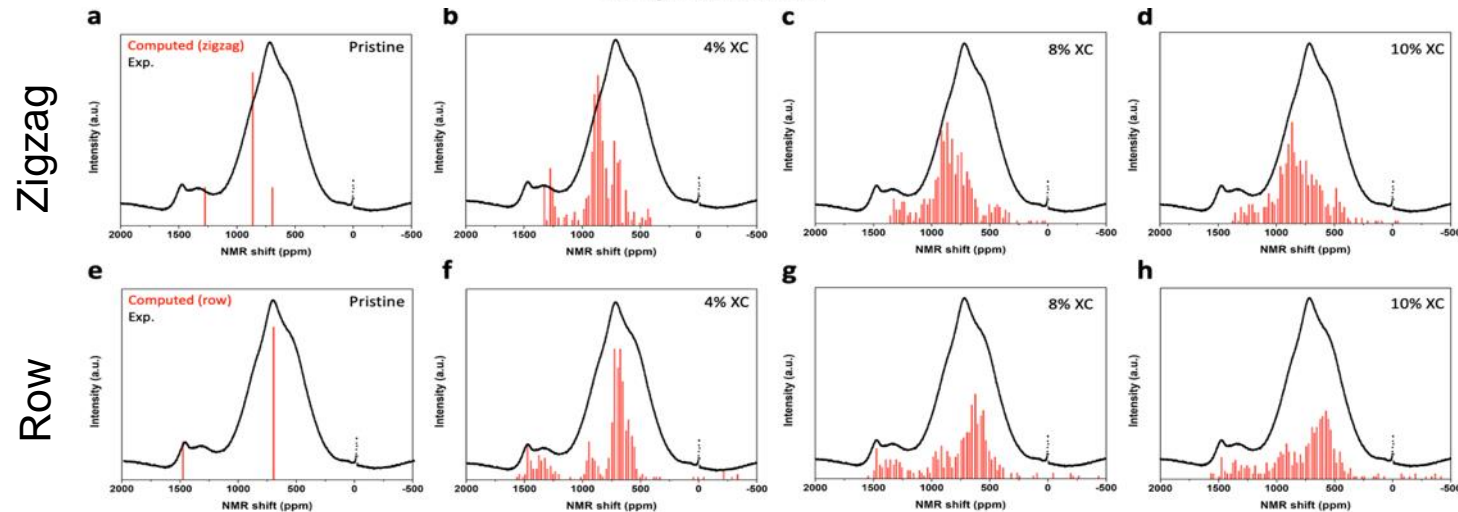 a b c d
Zigzag
Computed (zigzag) Pristine
Exp.
4% XC
8% XC
10% XC
Intensity (a.u.) Intensity (a.u.) Intensity (a.u.) Intensity (a.u.)
2000 1500 1000 500 0 -500 2000 1500 1000 500 0 -500 2000 1500 1000 500 0 -500 2000 1500 1000 500 0 -500
NMR shift (ppm) NMR shift (ppm) NMR shift (ppm) NMR shift (ppm)
e f g h
Row
Computed (row) Pristine
Exp.
4% XC
8% XC
10% XC
Intensity (a.u.) Intensity (a.u.) Intensity (a.u.) Intensity (a.u.)
2000 1500 1000 500 0 -500 2000 1500 1000 500 0 -500 2000 1500 1000 500 0 -500 2000 1500 1000 500 0 -500
NMR shift (ppm) NMR shift (ppm) NMR shift (ppm) NMR shift (ppm)